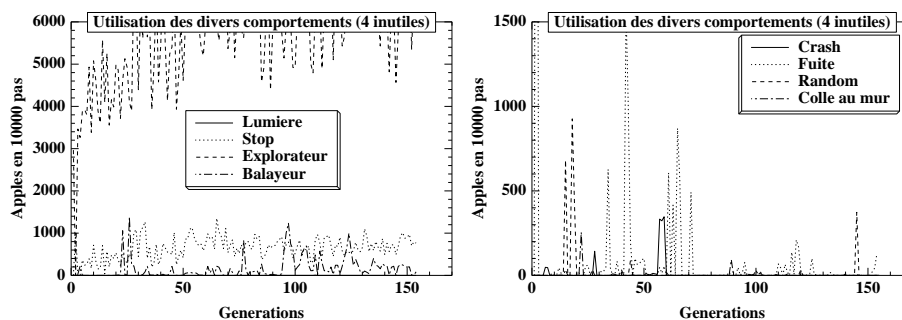 Utilisation des divers comportements (4 inutiles)
6000
5000
4000
3000
2000
1000
0
Apples en 10000 pas
Lumiere
Stop
Explorateur
Balayeur
0 50 100 150
Generations
Utilisation des divers comportements (4 inutiles)
1500
1000
500
0
Apples en 10000 pas
Crash
Fuite
Random
Colle au mur
0 50 100 150
Generations